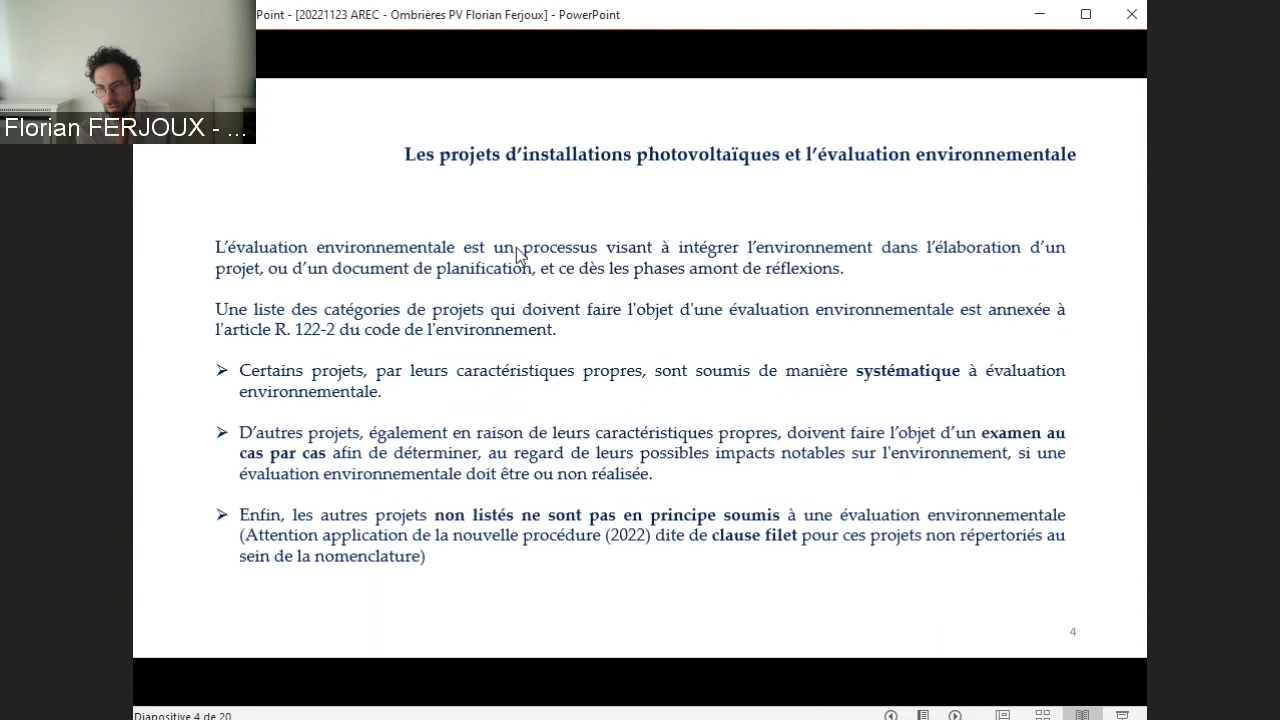 Point - [20221123 AREC - Ombrières PV Florian Ferjoux] - PowerPoint
Florian FERJOUX - ...
Les projets d’installations photovoltaïques et l’évaluation environnementale
L’évaluation environnementale est un processus visant à intégrer l’environnement dans l’élaboration d’un
projet, ou d’un document de planification, et ce dès les phases amont de réflexions.
Une liste des catégories de projets qui doivent faire l'objet d'une évaluation environnementale est annexée à
l'article R. 122-2 du code de l'environnement.
➢ Certains projets, par leurs caractéristiques propres, sont soumis de manière systématique à évaluation
environnementale.
➢ D’autres projets, également en raison de leurs caractéristiques propres, doivent faire l’objet d’un examen au
cas par cas afin de déterminer, au regard de leurs possibles impacts notables sur l'environnement, si une
évaluation environnementale doit être ou non réalisée.
➢ Enfin, les autres projets non listés ne sont pas en principe soumis à une évaluation environnementale
(Attention application de la nouvelle procédure (2022) dite de clause filet pour ces projets non répertoriés au
sein de la nomenclature)
4
Diapositive 4 de 20